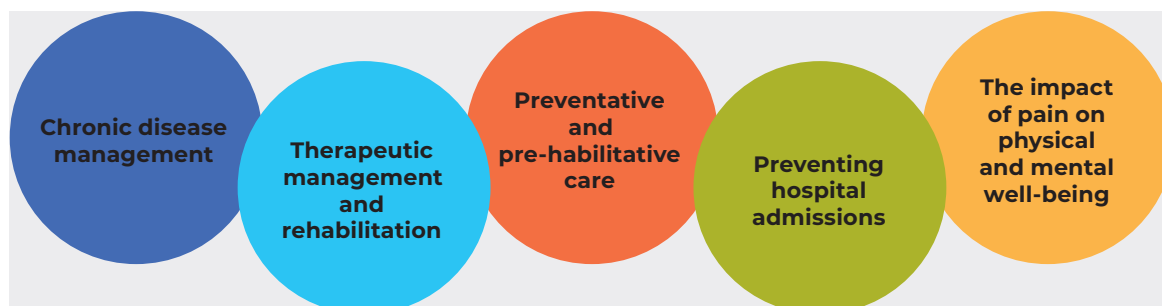 Chronic disease
management
Therapeutic
management
and
rehabilitation
Preventative
and
pre-habilitative
care
Preventing
hospital
admissions
The impact
of pain on
physical
and mental
well-being